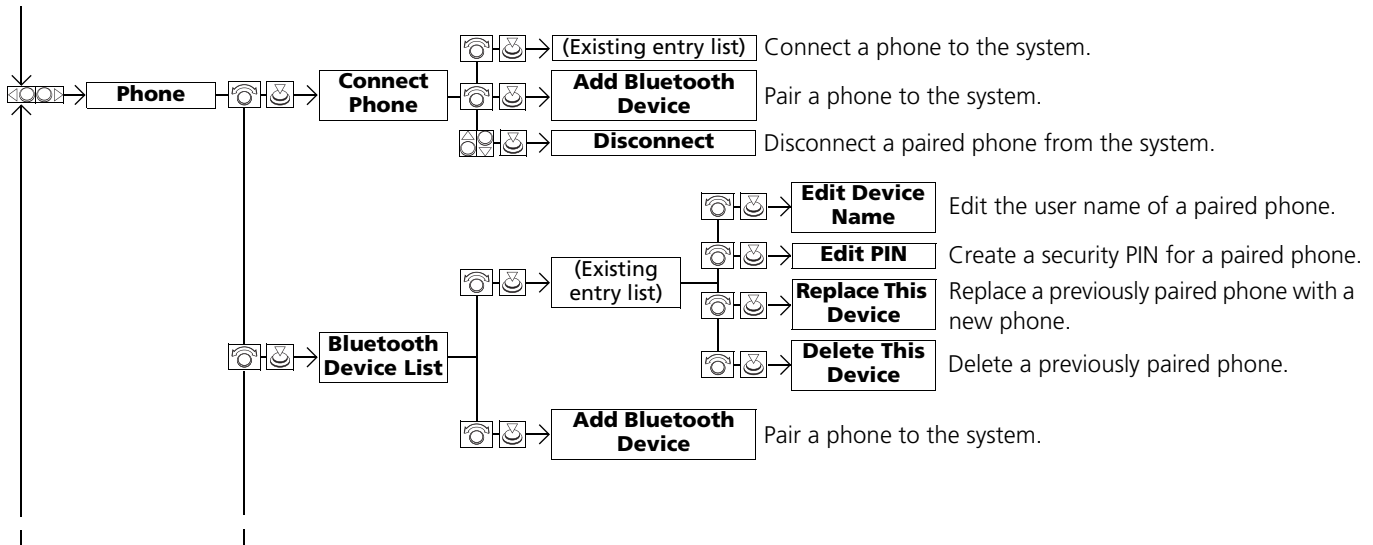 (Existing entry list) Connect a phone to the system.
Phone
Connect
Phone
Add Bluetooth
Device
Pair a phone to the system.
Disconnect Disconnect a paired phone from the system.
Edit Device
Name
Edit the user name of a paired phone.
Edit PIN Create a security PIN for a paired phone.
(Existing
entry list)
Replace This
Device
Replace a previously paired phone with a
new phone.
Bluetooth
Device List
Delete This
Device
Delete a previously paired phone.
Add Bluetooth
Device
Pair a phone to the system.